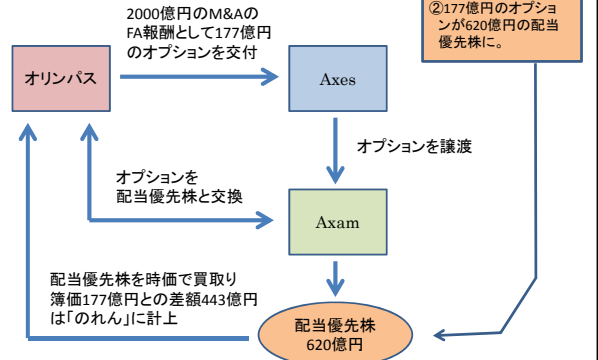 2000億円のM&Aの
FA報酬として177億円
のオプションを交付
②177億円のオプショ
ンが620億円の配当
優先株に。
オリンパス
Axes
オプションを譲渡
オプションを
配当優先株と交換
Axam
配当優先株を時価で買取り
簿価177億円との差額443億円
は「のれん」に計上
配当優先株
620億円